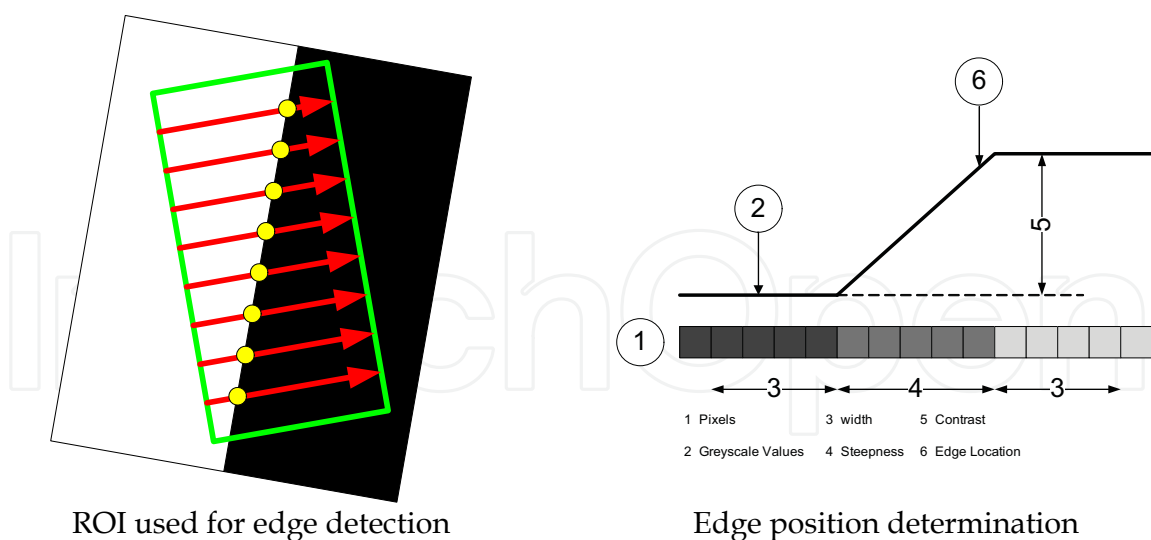 6
2
5
1
3 4 3
1 Pixels 3 width 5 Contrast
2 Greyscale Values 4 Steepness 6 Edge Location
ROI used for edge detection Edge position determination
InTechOpen